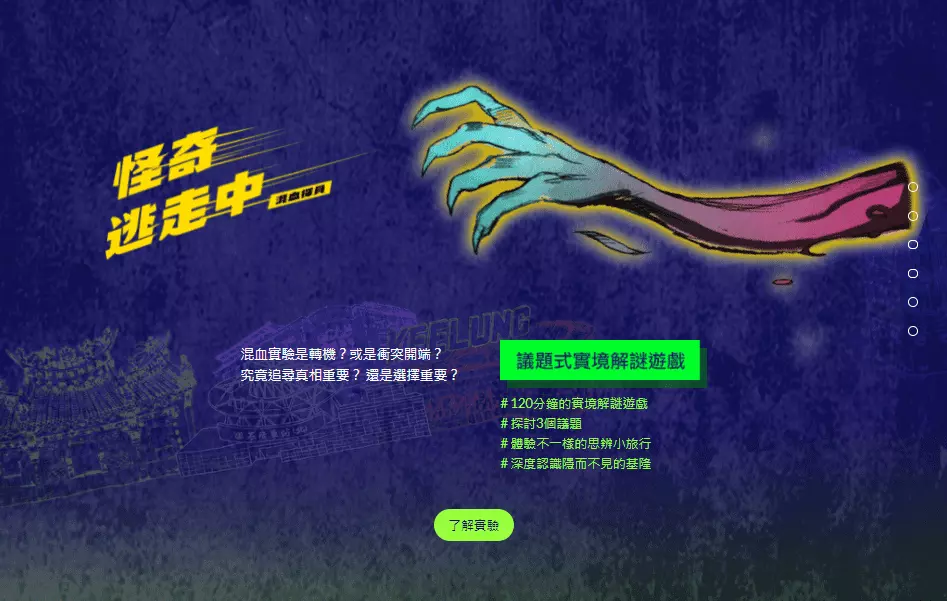 怪奇
逃走中
混血探員
KEELUNG
混血實驗是轉機？或是衝突開端？
究竟追尋真相重要？ 還是選擇重要？
議題式實境解謎遊戲
# 120分鐘的實境解謎遊戲
# 探討3個議題
# 體驗不一樣的思辨小旅行
# 深度認識隱而不見的基隆
了解實驗